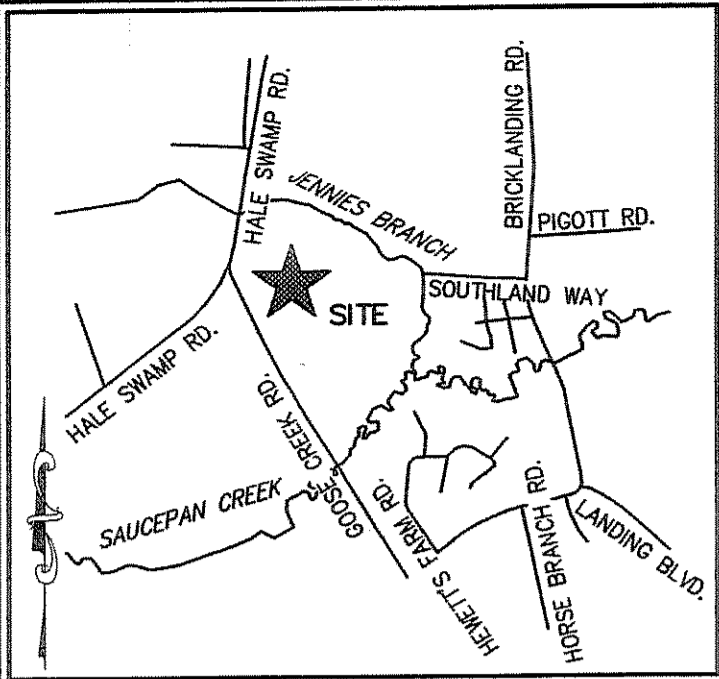 HALE SWAMP RD.
BRICKLANDING RD.
JENNIES BRANCH
PIGOTT RD.
SOUTHLAND WAY
SITE
HALE SWAMP RD.
GOOSE CREEK RD.
SAUCEPAN CREEK
HEWETT'S FARM RD.
HORSE BRANCH RD.
LANDING BLVD.